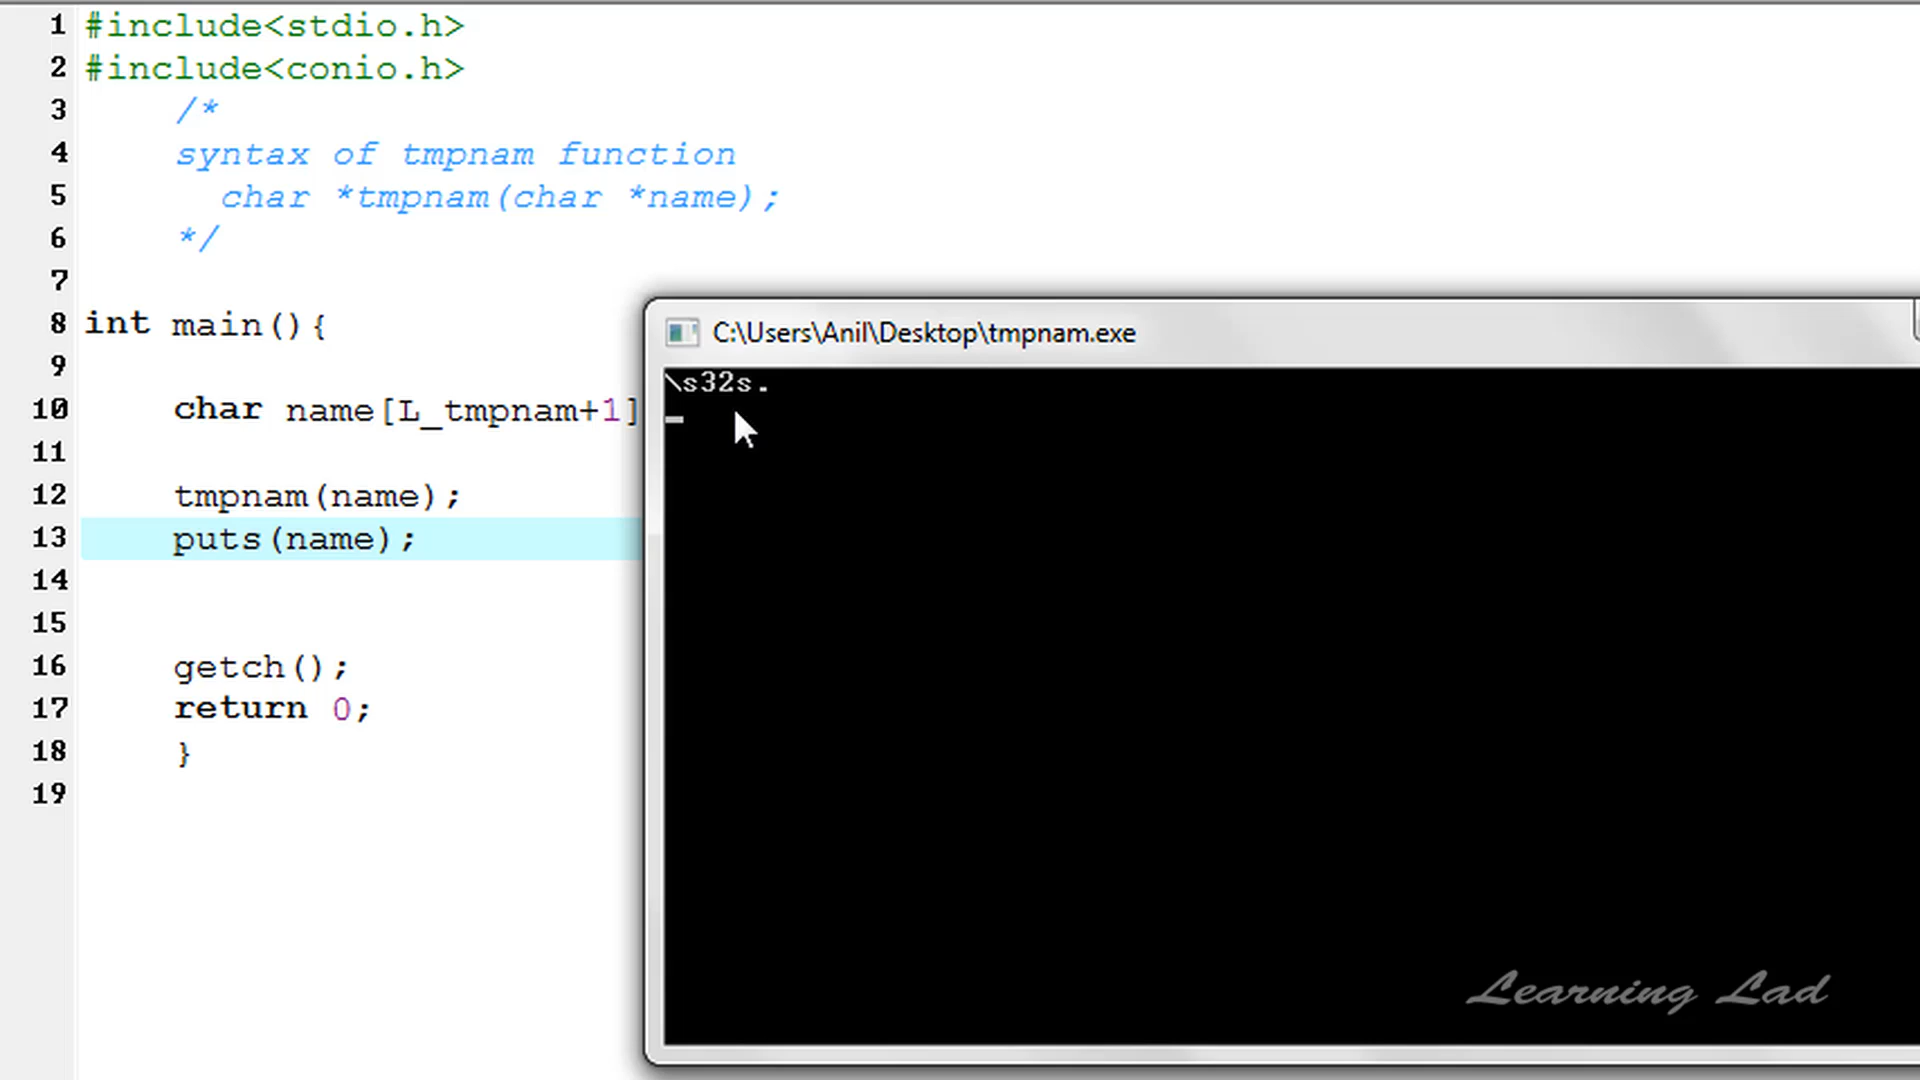 1 #include<stdio.h>
2 #include<conio.h>
3 /*
4 syntax of tmpnam function
5 char *tmpnam(char *name);
6 */
7
8 int main(){
9
10 char name[L_tmpnam+1]
11
12 tmpnam(name);
13 puts(name);
14
15
16 getch();
17 return 0;
18 }
19
C:\Users\Anil\Desktop\tmpnam.exe
\s32s.
Learning Lad